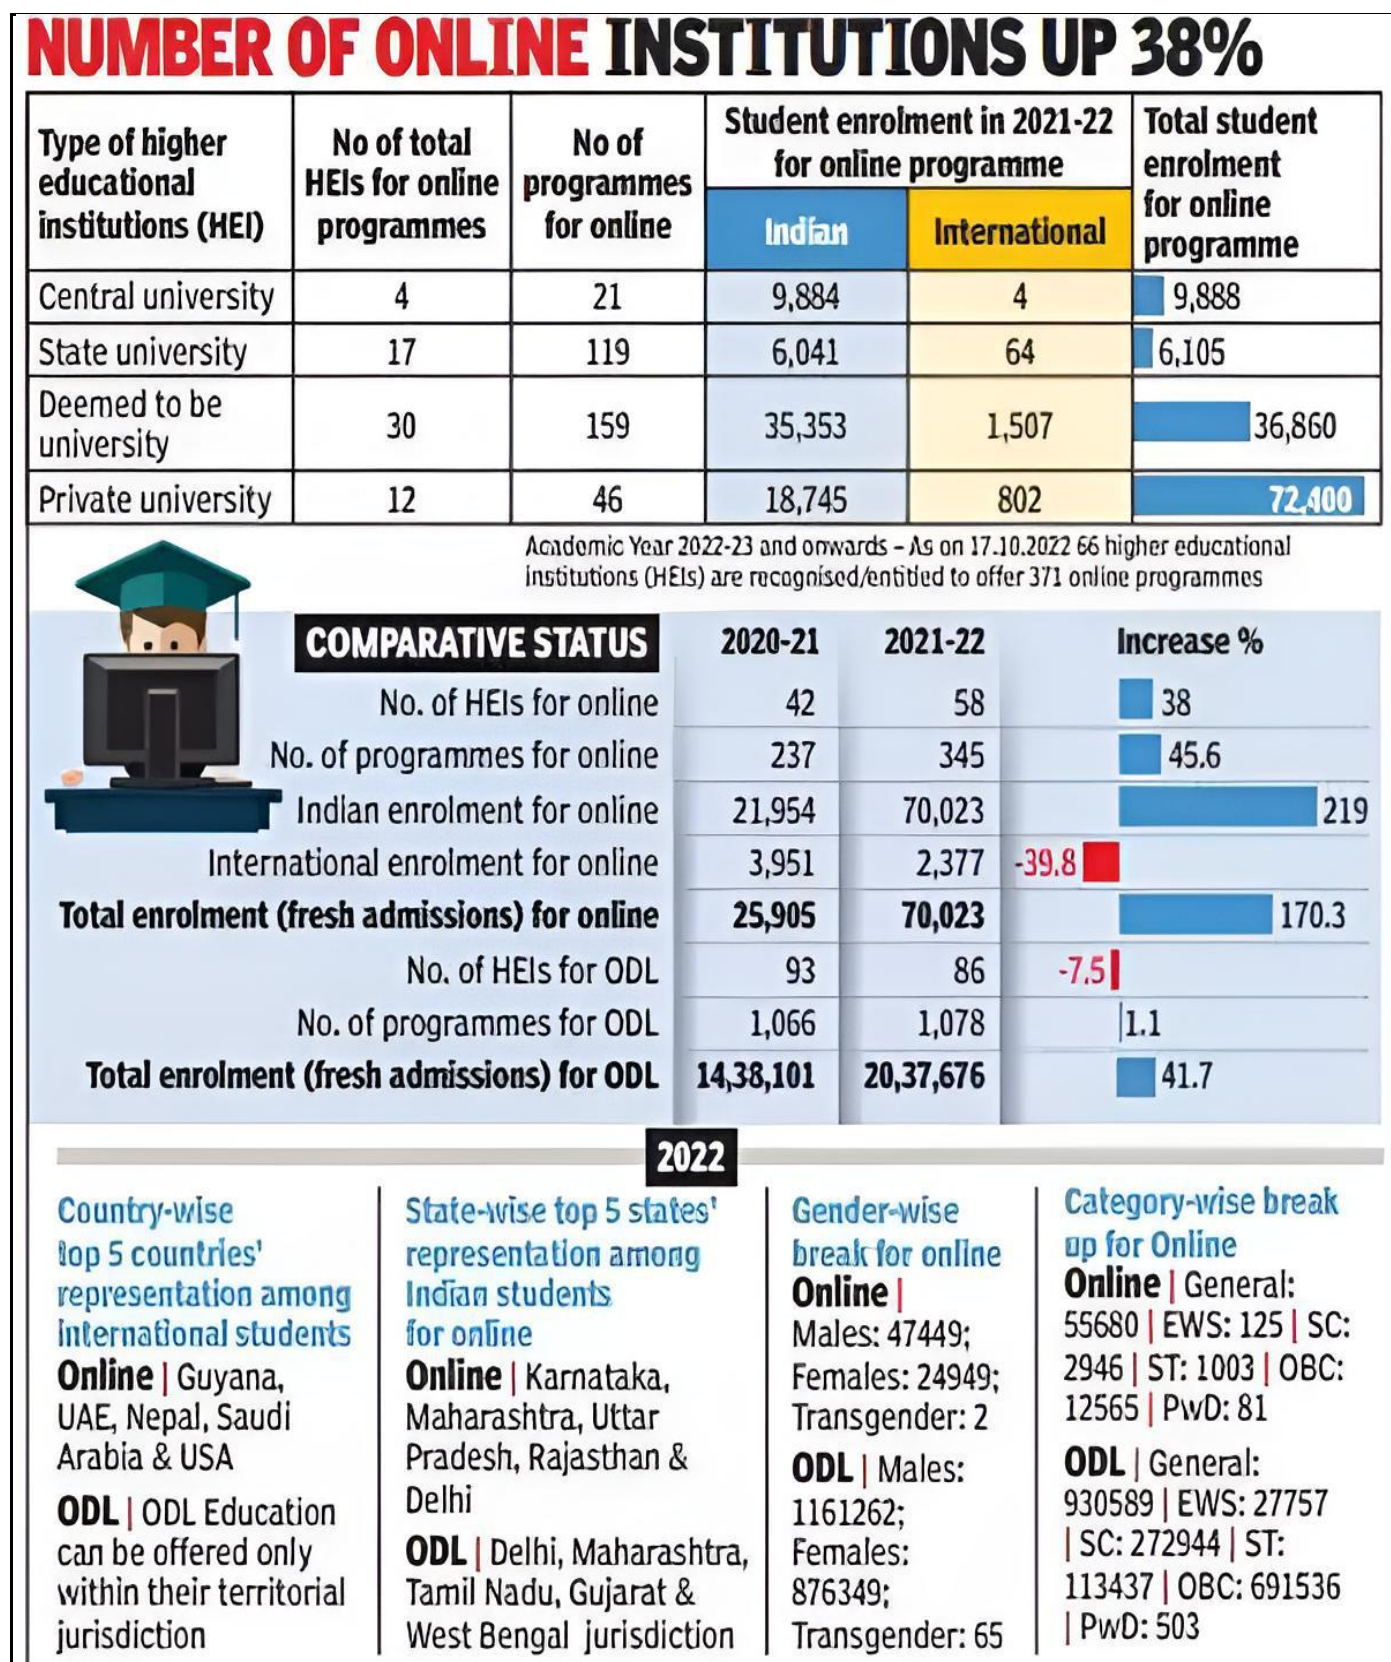 NUMBER OF ONLINE INSTITUTIONS UP 38%
Type of higher
educational
institutions (HEI)
No of total
HEIs for online
programmes
No of
programmes
for online
Student enrolment in 2021-22
for online programme
Indian
International
Total student
enrolment
for online
programme
Central university 4 21 9,884 4 9,888
State university 17 119 6,041 64 6,105
Deemed to be
university
30 159 35,353 1,507 36,860
Private university 12 46 18,745 802 72,400
Academic Year 2022-23 and onwards – As on 17.10.2022 66 higher educational
institutions (HEIs) are recognised/entitled to offer 371 online programmes
COMPARATIVE STATUS 2020-21 2021-22 Increase %
No. of HEIs for online 42 58 38
No. of programmes for online 237 345 45.6
Indian enrolment for online 21,954 70,023 219
International enrolment for online 3,951 2,377 -39.8
Total enrolment (fresh admissions) for online 25,905 70,023 170.3
No. of HEIs for ODL 93 86 -7.5
No. of programmes for ODL 1,066 1,078 1.1
Total enrolment (fresh admissions) for ODL 14,38,101 20,37,676 41.7
2022
Country-wise
top 5 countries'
representation among
international students
Online | Guyana,
UAE, Nepal, Saudi
Arabia & USA
ODL | ODL Education
can be offered only
within their territorial
jurisdiction
State-wise top 5 states'
representation among
Indian students
for online
Online | Karnataka,
Maharashtra, Uttar
Pradesh, Rajasthan &
Delhi
ODL | Delhi, Maharashtra,
Tamil Nadu, Gujarat &
West Bengal jurisdiction
Gender-wise
break for online
Online |
Males: 47449;
Females: 24949;
Transgender: 2
ODL | Males:
1161262;
Females:
876349;
Transgender: 65
Category-wise break
up for Online
Online | General:
55680 | EWS: 125 | SC:
2946 | ST: 1003 | OBC:
12565 | PwD: 81
ODL | General:
930589 | EWS: 27757
| SC: 272944 | ST:
113437 | OBC: 691536
| PwD: 503